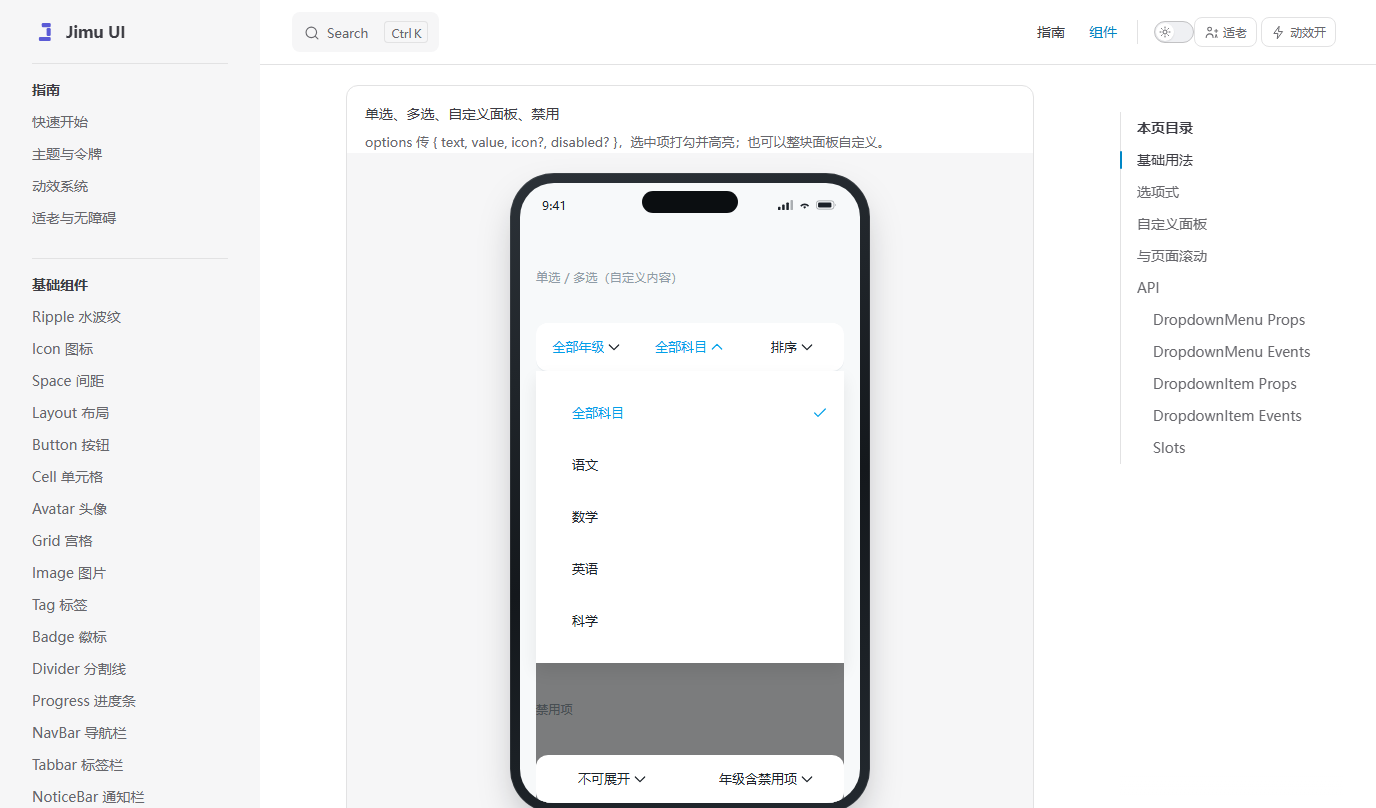 Jimu UI
Search
Ctrl K
指南
组件
适老
动效开
指南
快速开始
主题与令牌
动效系统
适老与无障碍
基础组件
Ripple 水波纹
Icon 图标
Space 间距
Layout 布局
Button 按钮
Cell 单元格
Avatar 头像
Grid 宫格
Image 图片
Tag 标签
Badge 徽标
Divider 分割线
Progress 进度条
NavBar 导航栏
Tabbar 标签栏
NoticeBar 通知栏
单选、多选、自定义面板、禁用
options 传 { text, value, icon?, disabled? }，选中项打勾并高亮；也可以整块面板自定义。
9:41
单选 / 多选（自定义内容）
全部年级
全部科目
排序
全部科目
语文
数学
英语
科学
禁用项
不可展开
年级含禁用项
本页目录
基础用法
选项式
自定义面板
与页面滚动
API
DropdownMenu Props
DropdownMenu Events
DropdownItem Props
DropdownItem Events
Slots